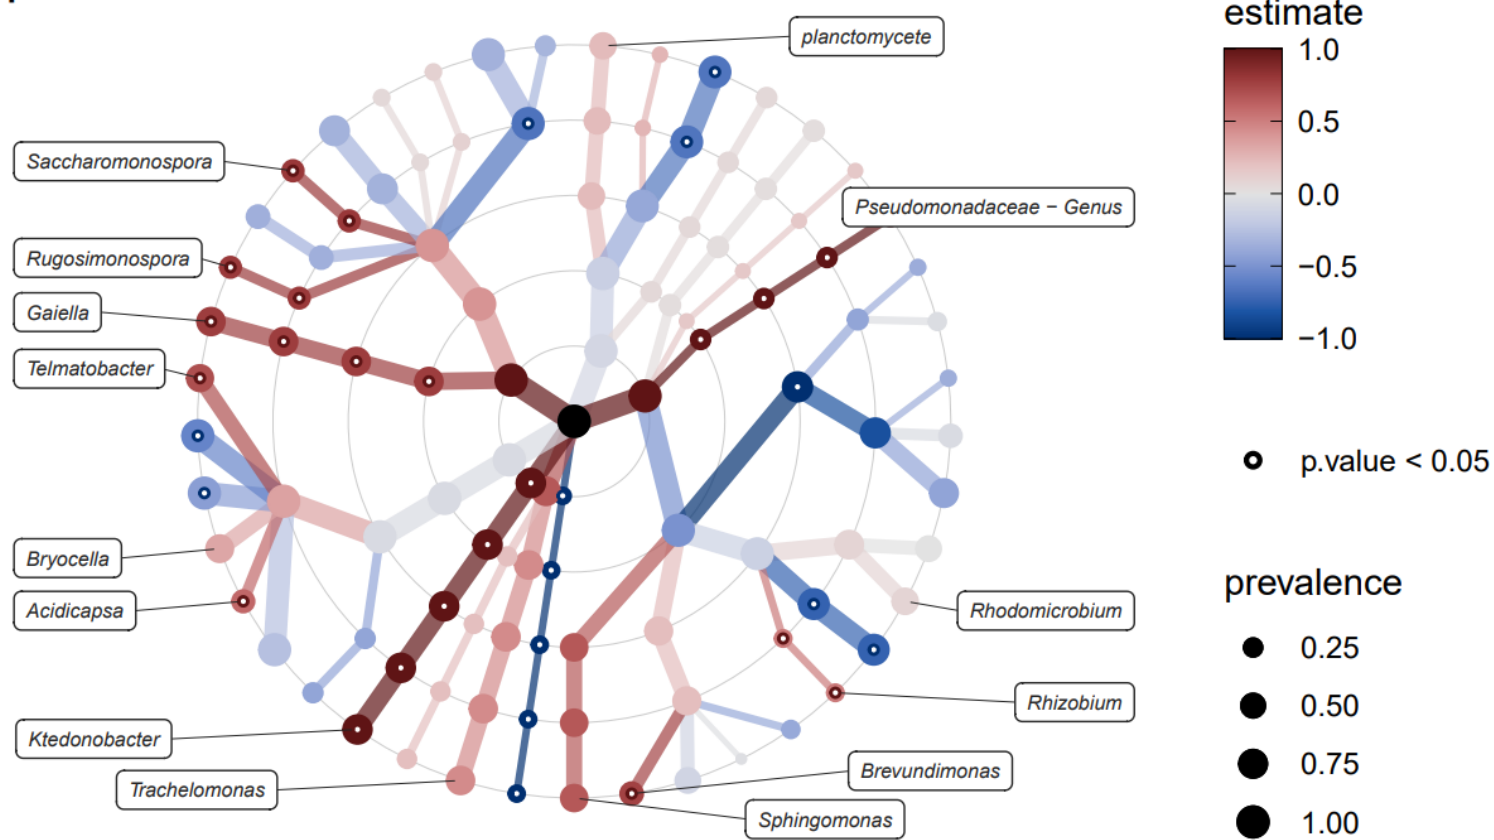 planctomycete
Saccharomonospora
Pseudomonadaceae − Genus
Rugosimonospora
Gaiella
Telmatobacter
Bryocella
Acidicapsa
Rhodomicrobium
Rhizobium
Ktedonobacter
Brevundimonas
Trachelomonas
Sphingomonas
estimate
1.0
0.5
0.0
−0.5
−1.0
p.value < 0.05
prevalence
0.25
0.50
0.75
1.00